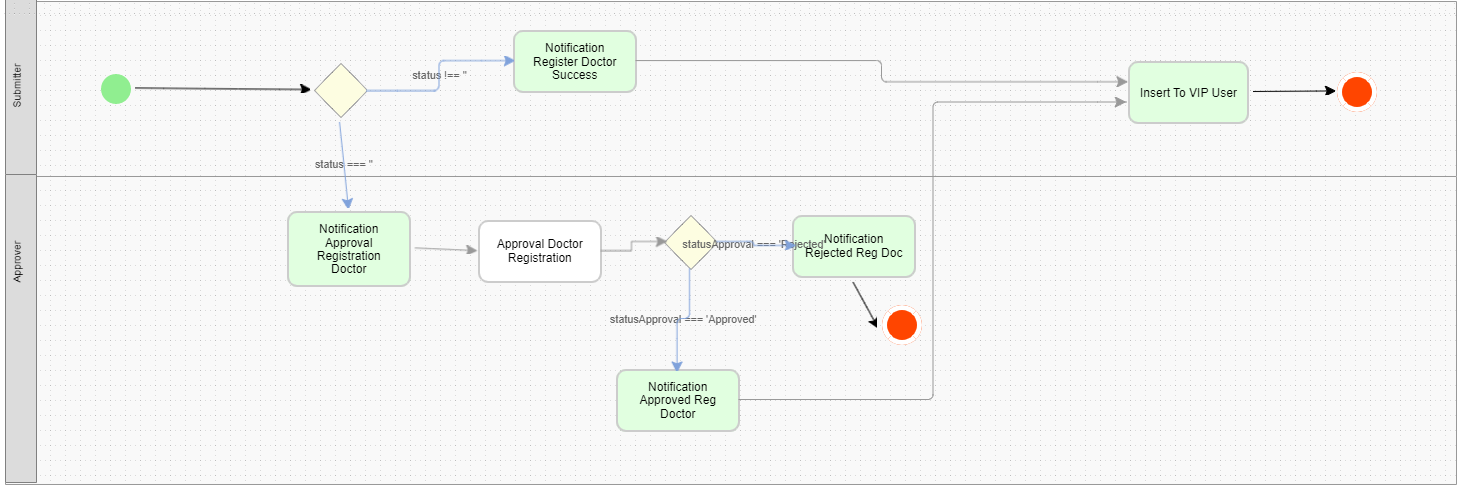 Submitter
Notification
Register Doctor
Success
status !== ''
Insert To VIP User
status === ''
Approver
Notification
Approval
Registration
Doctor
Approval Doctor
Registration
statusApproval === 'Rejected'
Notification
Rejected Reg Doc
statusApproval === 'Approved'
Notification
Approved Reg
Doctor